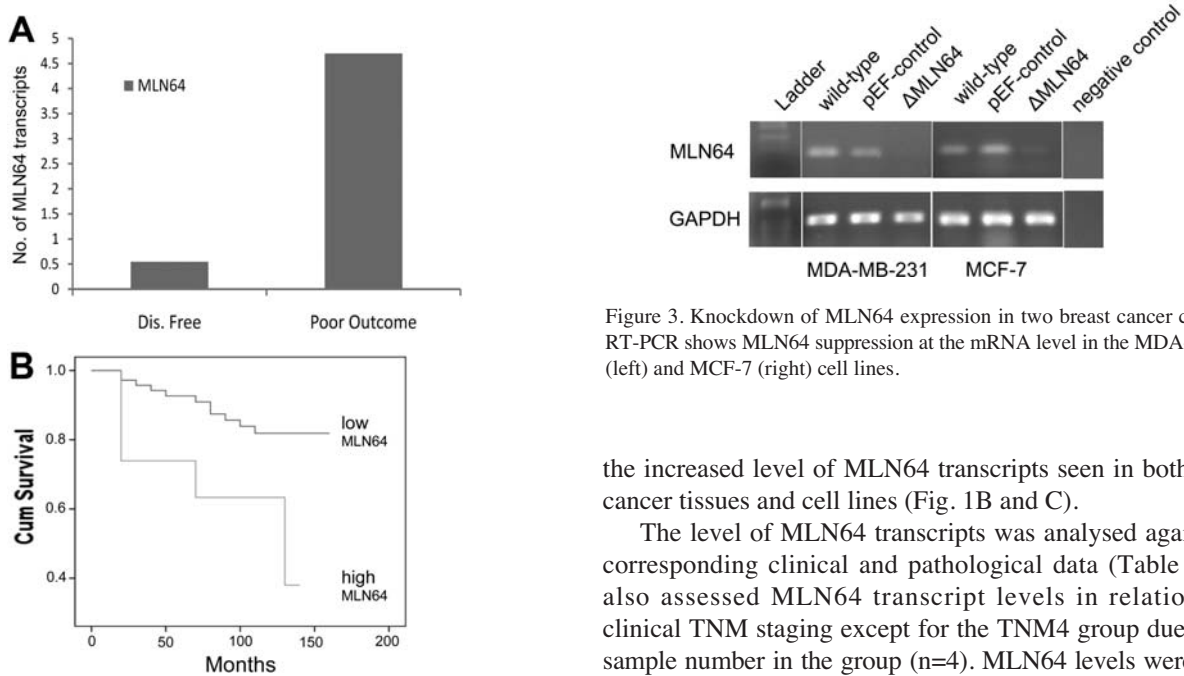 A
No. of MLN64 transcripts
5
4.5
4
3.5
3
2.5
2
1.5
1
0.5
0
MLN64
Dis. Free
Poor Outcome
B
Cum Survival
1.0
0.8
0.6
0.4
low
MLN64
high
MLN64
0
50
100
150
200
Months
Ladder
wild-type
pEF-control
ΔMLN64
wild-type
pEF-control
ΔMLN64
negative control
MLN64
GAPDH
MDA-MB-231
MCF-7
Figure 3. Knockdown of MLN64 expression in two breast cancer c
RT-PCR shows MLN64 suppression at the mRNA level in the MDA
(left) and MCF-7 (right) cell lines.
the increased level of MLN64 transcripts seen in both
cancer tissues and cell lines (Fig. 1B and C).
The level of MLN64 transcripts was analysed agai
corresponding clinical and pathological data (Table
also assessed MLN64 transcript levels in relatio
clinical TNM staging except for the TNM4 group due
sample number in the group (n=4). MLN64 levels were